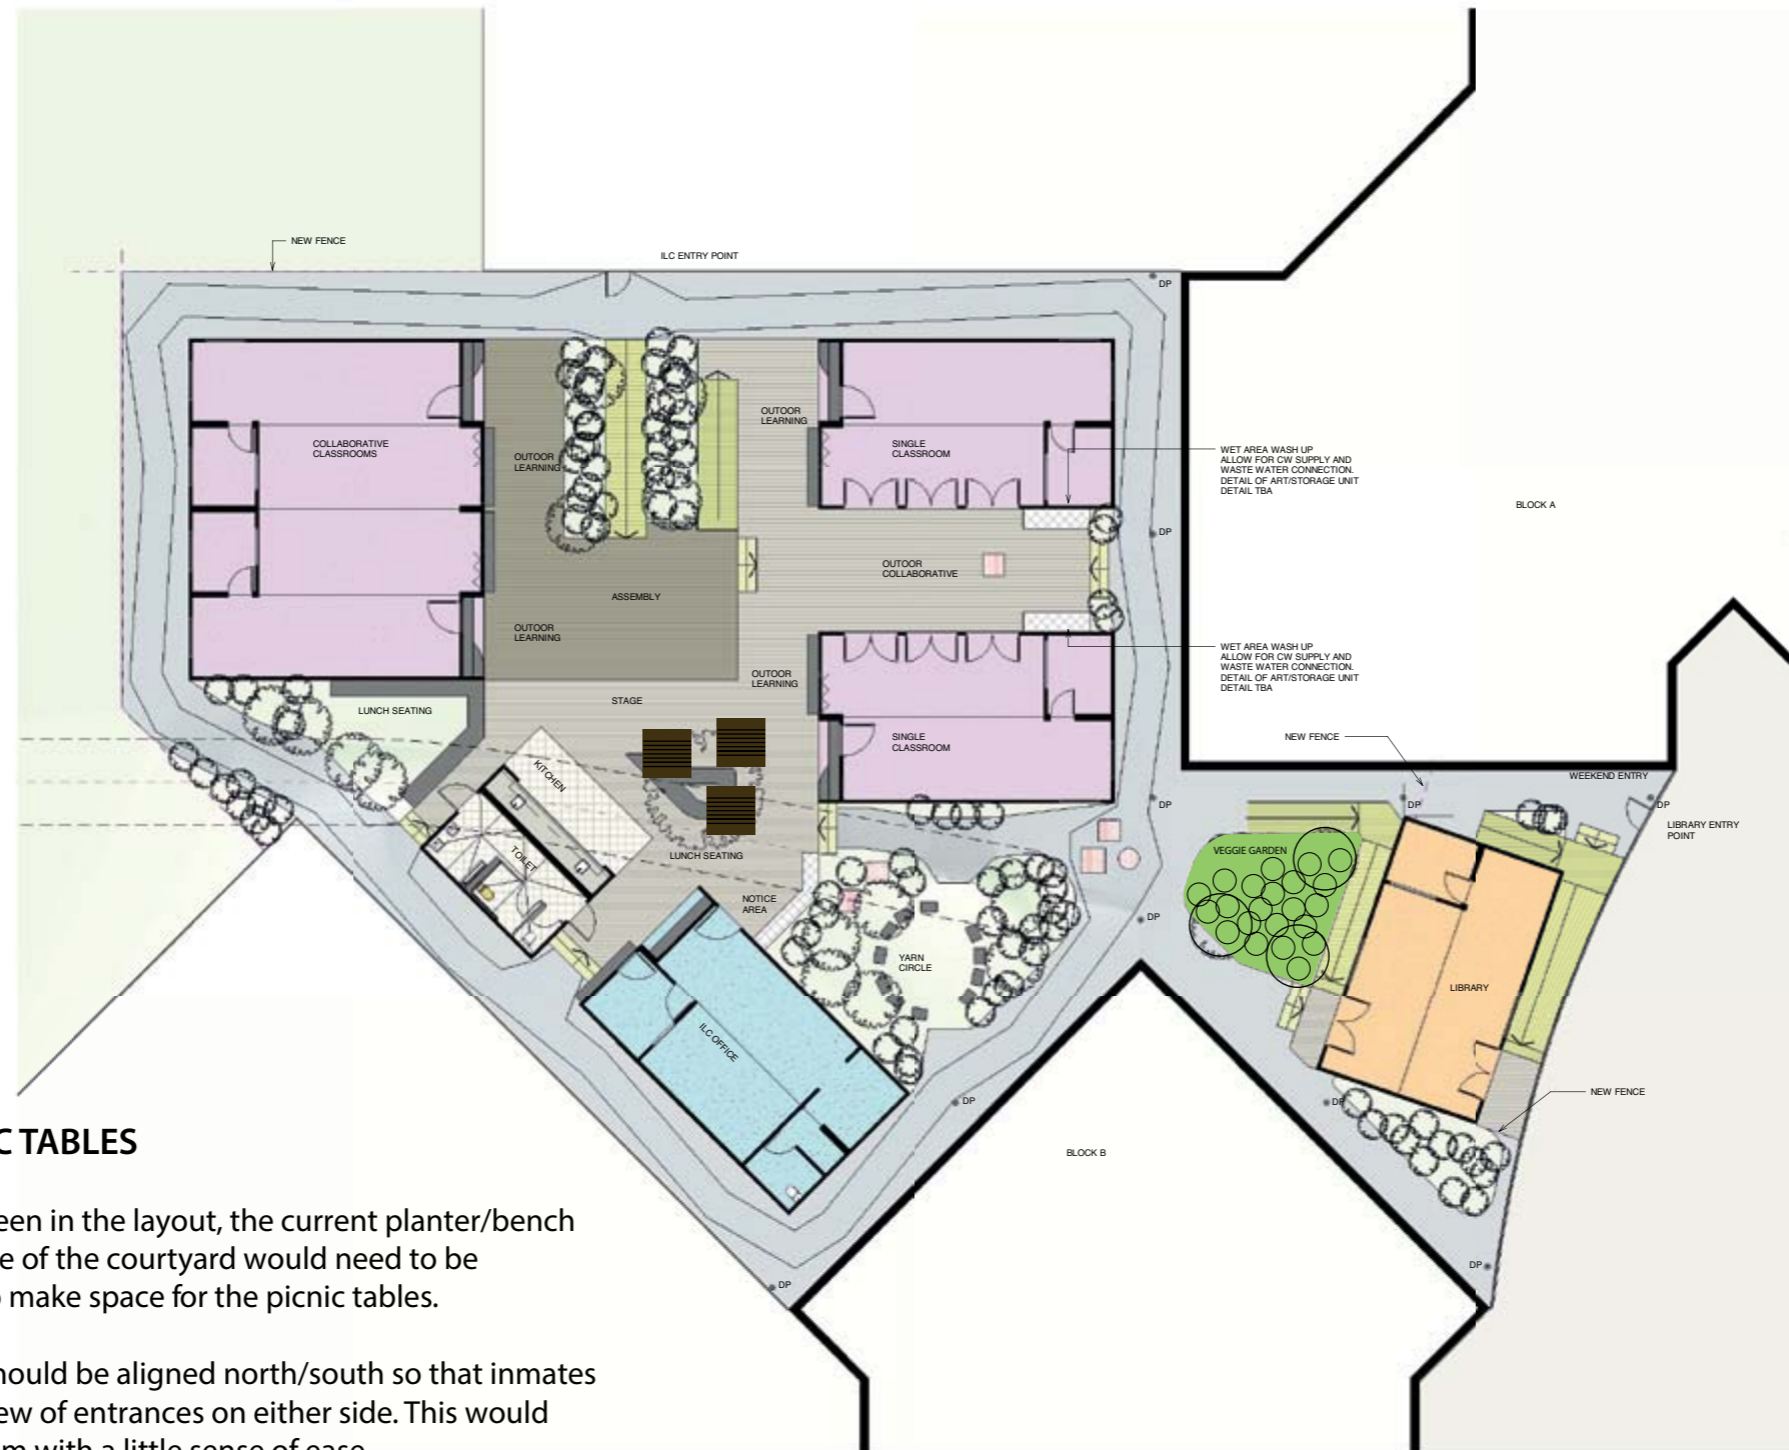 NEW FENCE
ILC ENTRY POINT
DP
COLLABORATIVE
CLASSROOMS
OUTOOR
LEARNING
OUTOOR
LEARNING
SINGLE
CLASSROOM
WET AREA WASH UP
ALLOW FOR CW SUPPLY AND
WASTE WATER CONNECTION.
DETAIL OF ART/STORAGE UNIT
DETAIL TBA
BLOCK A
DP
OUTOOR
COLLABORATIVE
ASSEMBLY
OUTOOR
LEARNING
WET AREA WASH UP
ALLOW FOR CW SUPPLY AND
WASTE WATER CONNECTION.
DETAIL OF ART/STORAGE UNIT
DETAIL TBA
OUTOOR
LEARNING
STAGE
LUNCH SEATING
SINGLE
CLASSROOM
NEW FENCE
KITCHEN
WEEKEND ENTRY
DP
DP
DP
LIBRARY ENTRY
POINT
TOILET
LUNCH SEATING
VEGGIE GARDEN
NOTICE
AREA
DP
YARN
CIRCLE
LIBRARY
ILC OFFICE
NEW FENCE
DP
DP
BLOCK B
DP
DP
C TABLES
een in the layout, the current planter/bench
e of the courtyard would need to be
o make space for the picnic tables.
hould be aligned north/south so that inmates
ew of entrances on either side. This would
m with a little sense of ease